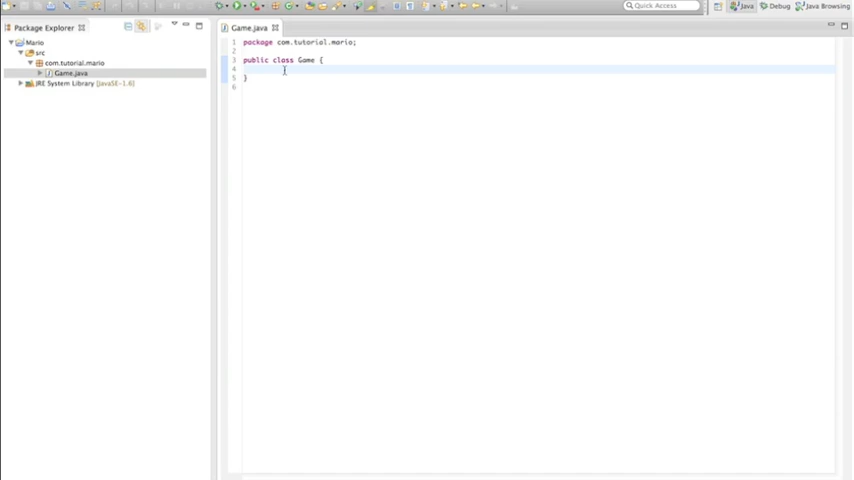 Quick Access
Java
Debug
Java Browsing
Package Explorer
Game.java
Mario
src
com.tutorial.mario
Game.java
JRE System Library [JavaSE-1.6]
1 package com.tutorial.mario;
2
3 public class Game {
4
5 }
6